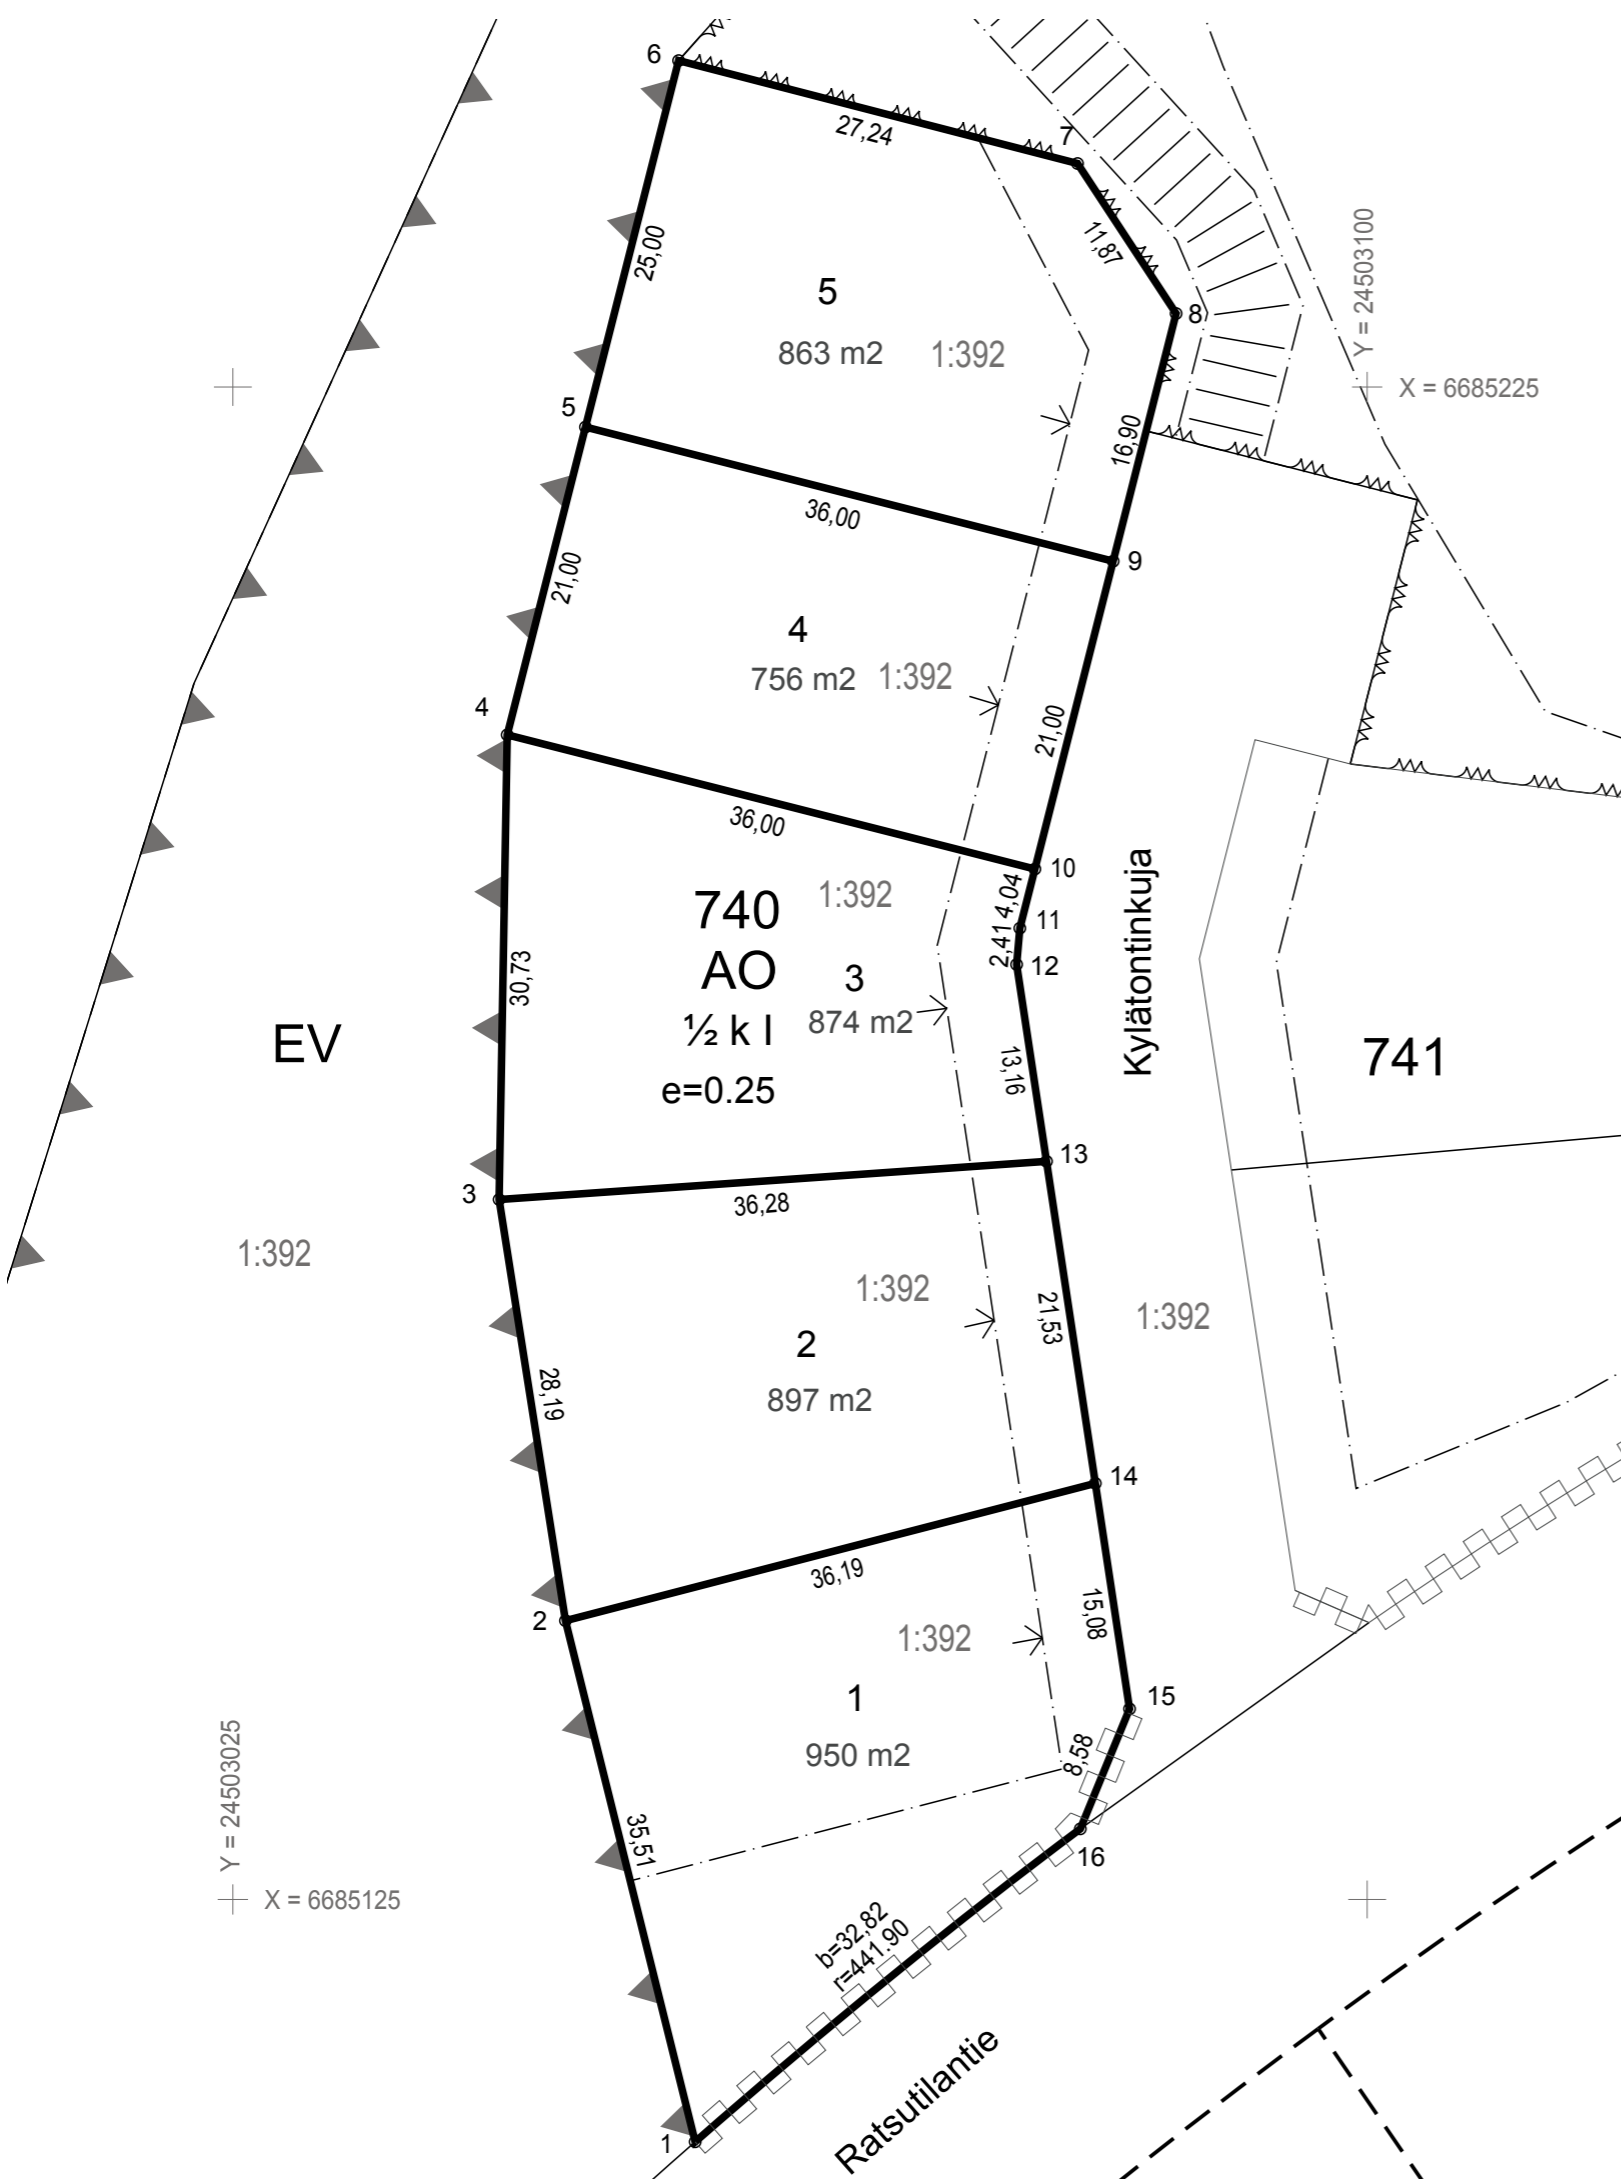 6
27,24
7
25,00
11,87
Y = 24503100
5
8
863 m2
1:392
X = 6685225
5
16,90
36,00
9
21,00
4
756 m2
1:392
4
21,00
36,00
10
4,04
740
1:392
11
2,41
12
Kylätontinkuja
30,73
AO
3
½ k I
874 m2
EV
741
13,16
e=0.25
13
3
36,28
1:392
1:392
21,53
1:392
2
28,19
897 m2
14
36,19
15,08
2
1:392
15
1
8,58
950 m2
Y = 24503025
35,51
16
X = 6685125
b=32,82
r=441.90
Ratsutilantie
1